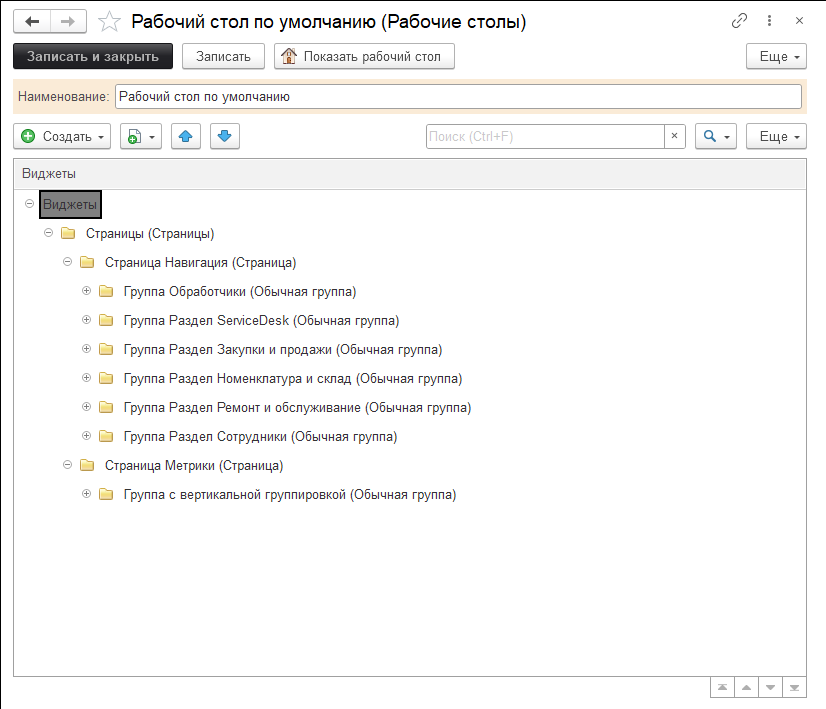 Рабочий стол по умолчанию (Рабочие столы)
Записать и закрыть Записать Показать рабочий стол Еще
Наименование: Рабочий стол по умолчанию
Создать Поиск (Ctrl+F) × Еще
Виджеты
Виджеты
Страницы (Страницы)
Страница Навигация (Страница)
Группа Обработчики (Обычная группа)
Группа Раздел ServiceDesk (Обычная группа)
Группа Раздел Закупки и продажи (Обычная группа)
Группа Раздел Номенклатура и склад (Обычная группа)
Группа Раздел Ремонт и обслуживание (Обычная группа)
Группа Раздел Сотрудники (Обычная группа)
Страница Метрики (Страница)
Группа с вертикальной группировкой (Обычная группа)